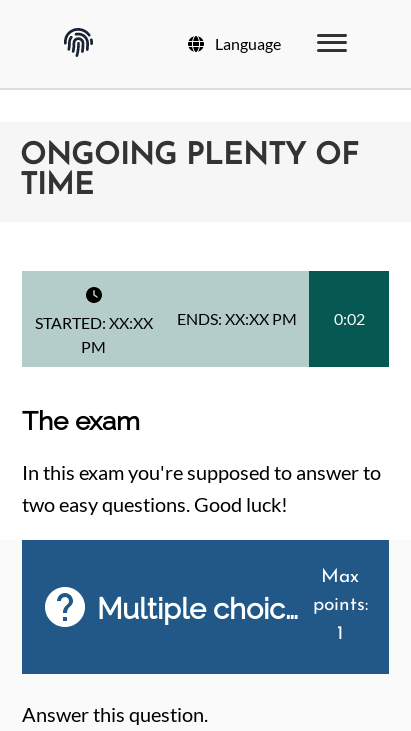 Language
ONGOING PLENTY OF
TIME
STARTED: XX:XX
PM
ENDS: XX:XX PM
0:02
The exam
In this exam you're supposed to answer to
two easy questions. Good luck!
Multiple choic...
Max
points:
1
Answer this question.